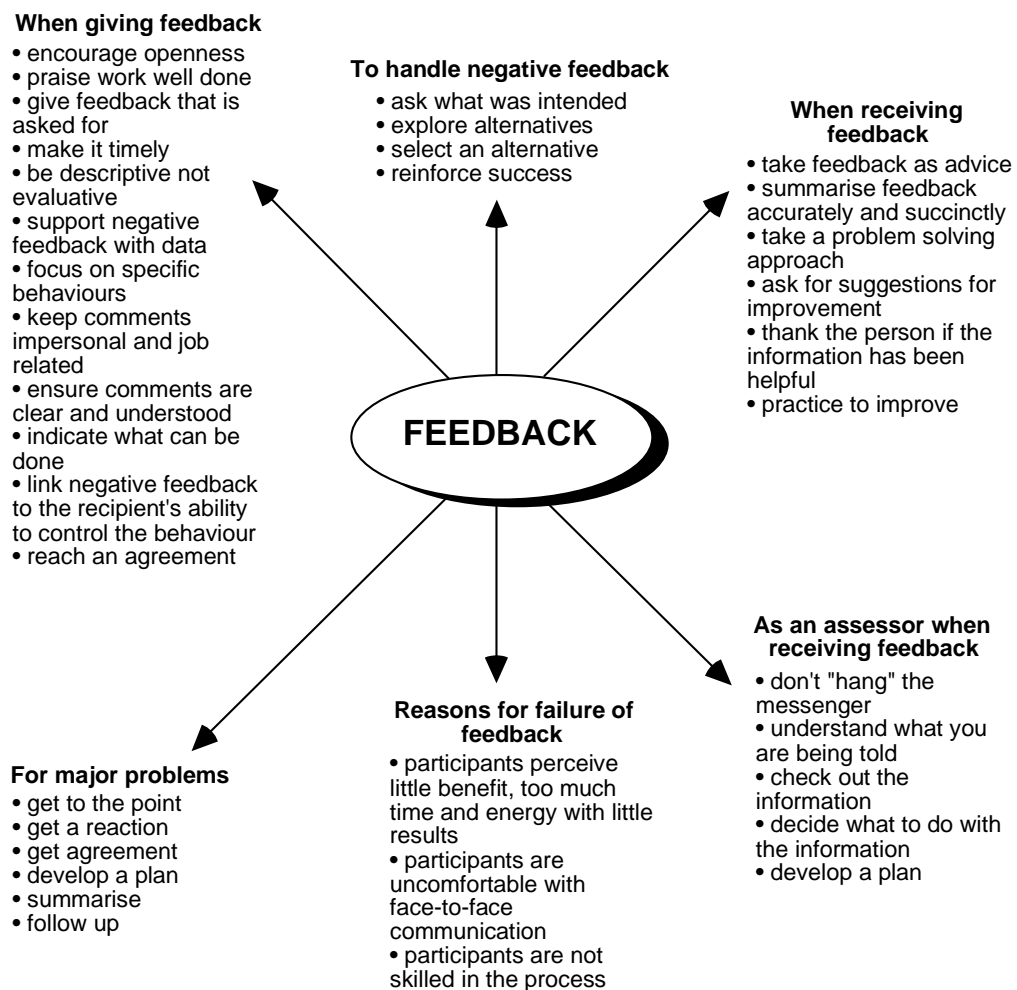 When giving feedback
• encourage openness
• praise work well done
• give feedback that is
asked for
• make it timely
• be descriptive not
evaluative
• support negative
feedback with data
• focus on specific
behaviours
• keep comments
impersonal and job
related
• ensure comments are
clear and understood
• indicate what can be
done
• link negative feedback
to the recipient's ability
to control the behaviour
• reach an agreement
To handle negative feedback
• ask what was intended
• explore alternatives
• select an alternative
• reinforce success
When receiving
feedback
• take feedback as advice
• summarise feedback
accurately and succinctly
• take a problem solving
approach
• ask for suggestions for
improvement
• thank the person if the
information has been
helpful
• practice to improve
FEEDBACK
For major problems
• get to the point
• get a reaction
• get agreement
• develop a plan
• summarise
• follow up
Reasons for failure of
feedback
• participants perceive
little benefit, too much
time and energy with little
results
• participants are
uncomfortable with
face-to-face
communication
• participants are not
skilled in the process
As an assessor when
receiving feedback
• don't "hang" the
messenger
• understand what you
are being told
• check out the
information
• decide what to do with
the information
• develop a plan